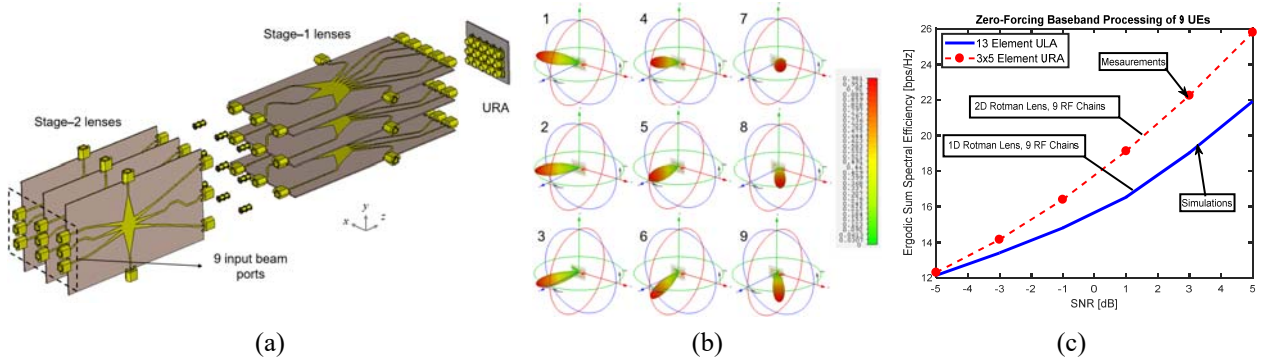 Stage–1 lenses
URA
Stage–2 lenses
y
x
z
9 input beam
ports
(a)
1
4
7
2
5
8
3
6
9
(b)
Zero-Forcing Baseband Processing of 9 UEs
13 Element ULA
3x5 Element URA
Mesaurements
2D Rotman Lens, 9 RF Chains
1D Rotman Lens, 9 RF Chains
Simulations
Ergodic Sum Spectral Efficiency [bps/Hz]
26
24
22
20
18
16
14
12
-5
-4
-3
-2
-1
0
1
2
3
4
5
SNR [dB]
(c)